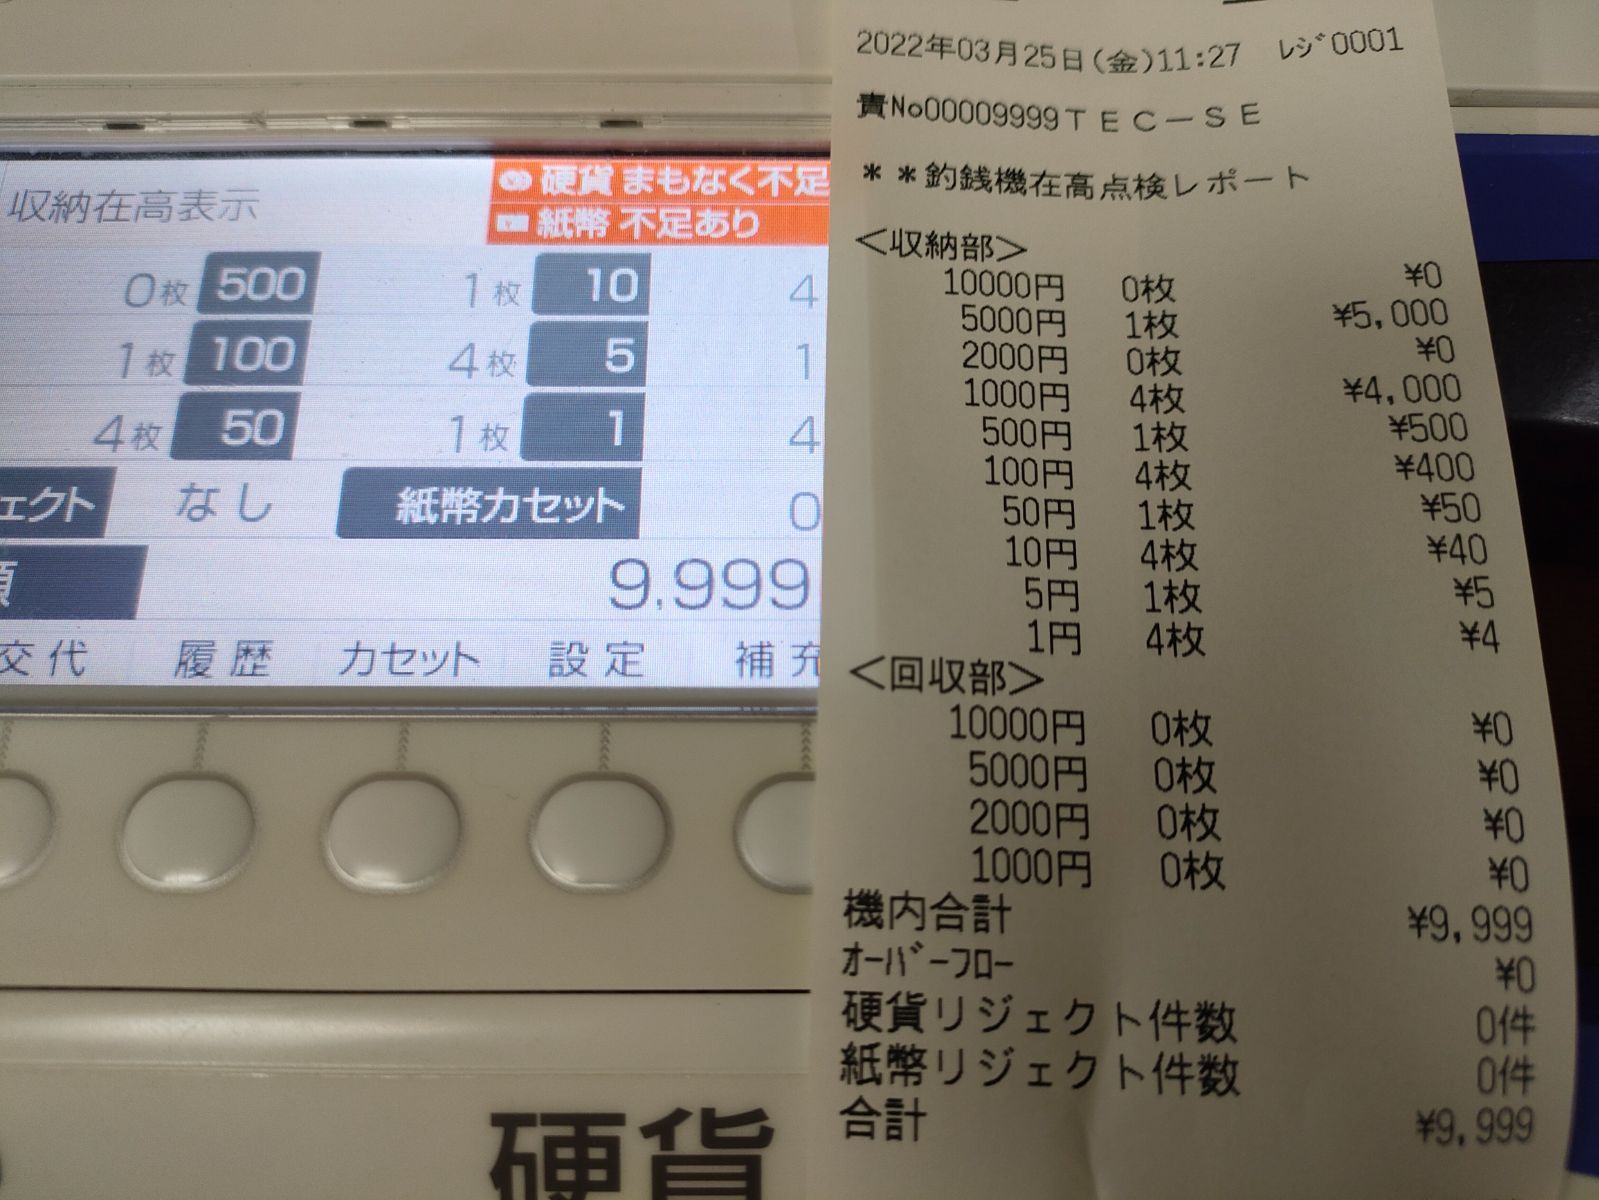 収納在高表示
硬貨 まもなく不足
紙幣 不足あり
0枚 500 1枚 10 4
1枚 100 4枚 5 1
4枚 50 1枚 1 4
ェクト なし 紙幣カセット 0
額 9,999
交代 履歴 カセット 設定 補充
硬貨
2022年03月25日(金)11:27 ﾚｼﾞ0001
責No00009999ＴＥＣ－ＳＥ
＊＊釣銭機在高点検レポート
＜収納部＞
10000円 0枚 ¥0
5000円 1枚 ¥5,000
2000円 0枚 ¥0
1000円 4枚 ¥4,000
500円 1枚 ¥500
100円 4枚 ¥400
50円 1枚 ¥50
10円 4枚 ¥40
5円 1枚 ¥5
1円 4枚 ¥4
＜回収部＞
10000円 0枚 ¥0
5000円 0枚 ¥0
2000円 0枚 ¥0
1000円 0枚 ¥0
機内合計 ¥9,999
ｵｰﾊﾞｰﾌﾛｰ ¥0
硬貨リジェクト件数 0件
紙幣リジェクト件数 0件
合計 ¥9,999